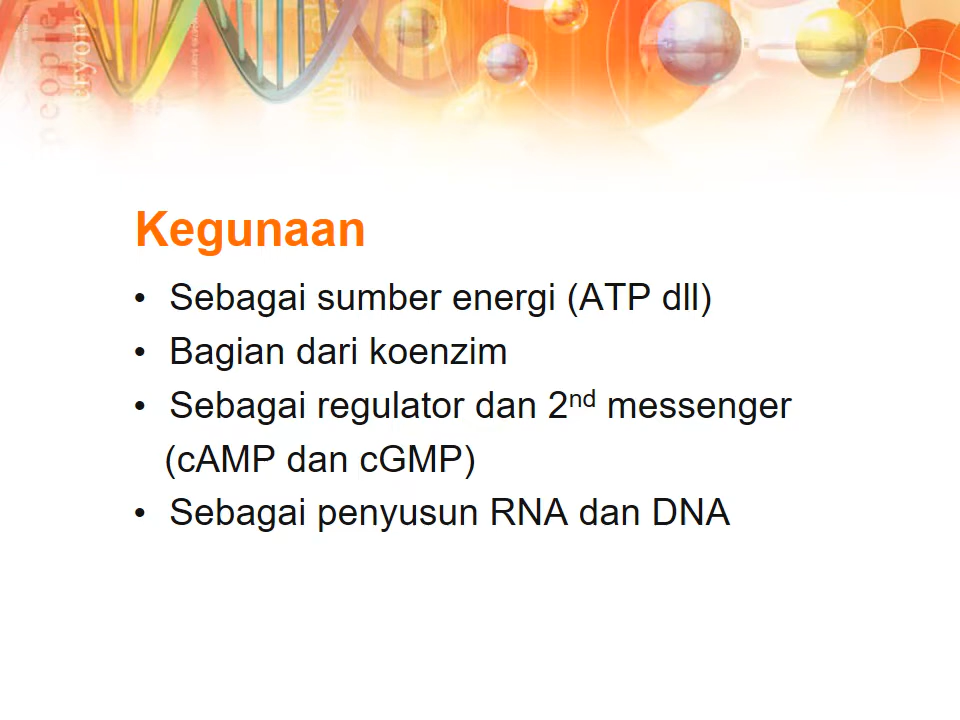 people
Kegunaan
• Sebagai sumber energi (ATP dll)
• Bagian dari koenzim
• Sebagai regulator dan 2nd messenger
(cAMP dan cGMP)
• Sebagai penyusun RNA dan DNA